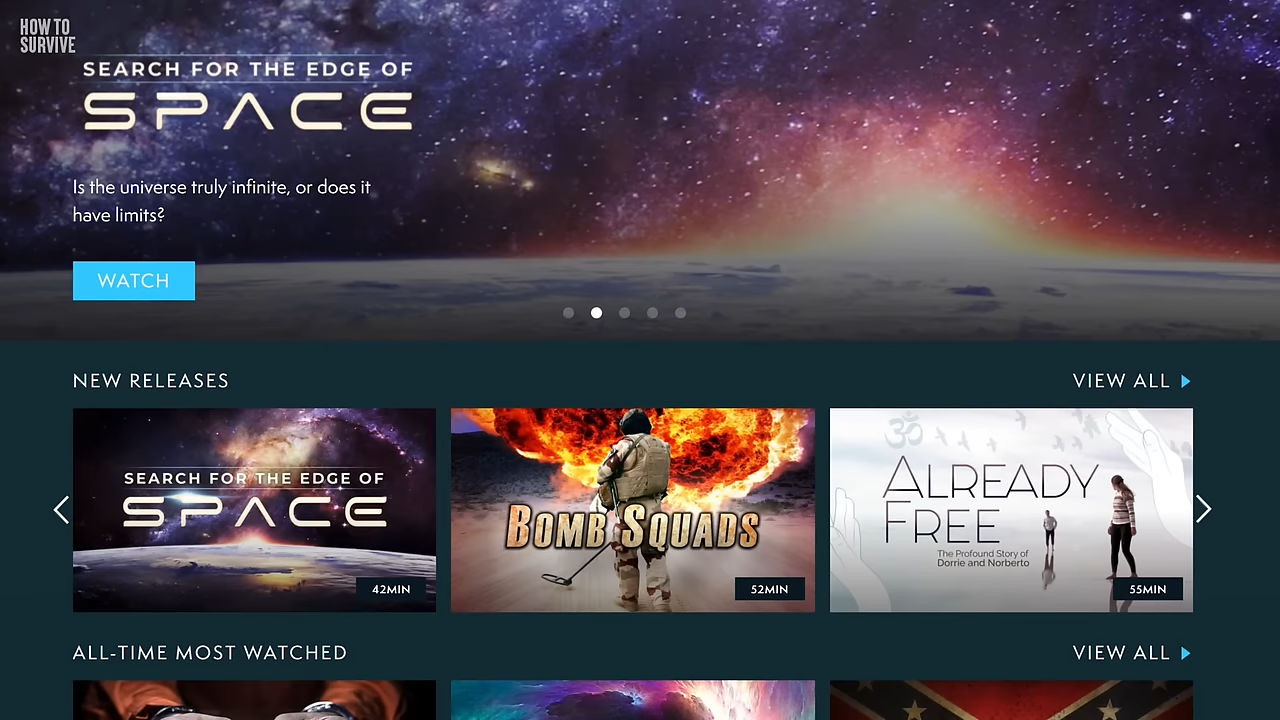 HOW TO
SURVIVE
SEARCH FOR THE EDGE OF
SPACE
Is the universe truly infinite, or does it
have limits?
WATCH
NEW RELEASES
VIEW ALL
SEARCH FOR THE EDGE OF
SPACE
42MIN
BOMB SQUADS
52MIN
ॐ
ALREADY
FREE
The Profound Story of
Dorrie and Norberto
55MIN
ALL-TIME MOST WATCHED
VIEW ALL